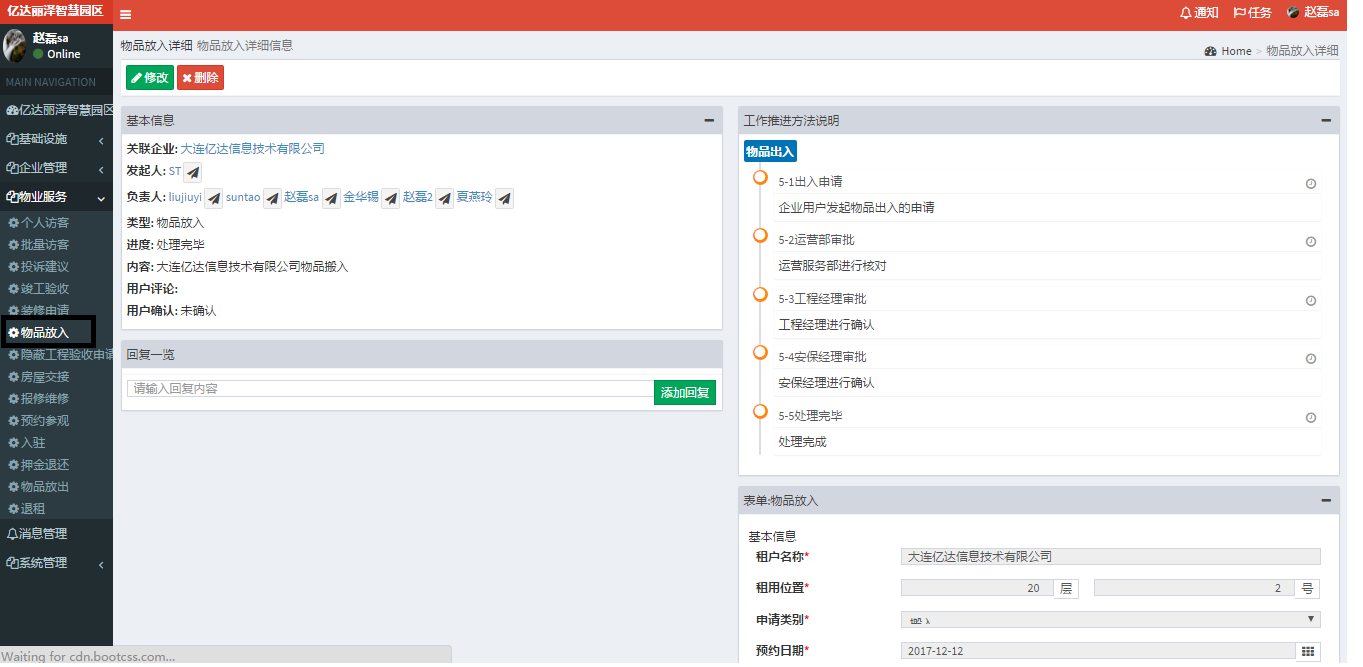 亿达丽泽智慧园区
通知 任务 赵磊sa
赵磊sa
Online
MAIN NAVIGATION
亿达丽泽智慧园区
基础设施
企业管理
物业服务
个人访客
批量访客
投诉建议
竣工验收
装修申请
物品放入
隐蔽工程验收申请
房屋交接
报修维修
预约参观
入驻
押金退还
物品放出
退租
消息管理
系统管理
物品放入详细 物品放入详细信息
Home > 物品放入详细
修改 删除
基本信息
关联企业: 大连亿达信息技术有限公司
发起人: ST
负责人: liujiuyi suntao 赵磊sa 金华锡 赵磊2 夏燕玲
类型: 物品放入
进度: 处理完毕
内容: 大连亿达信息技术有限公司物品搬入
用户评论:
用户确认: 未确认
回复一览
请输入回复内容 添加回复
工作推进方法说明
物品出入
5-1出入申请
企业用户发起物品出入的申请
5-2运营部审批
运营服务部进行核对
5-3工程经理审批
工程经理进行确认
5-4安保经理审批
安保经理进行确认
5-5处理完毕
处理完成
表单:物品放入
基本信息
租户名称* 大连亿达信息技术有限公司
租用位置* 20 层 2 号
申请类别* 搬入
预约日期* 2017-12-12
Waiting for cdn.bootcss.com...